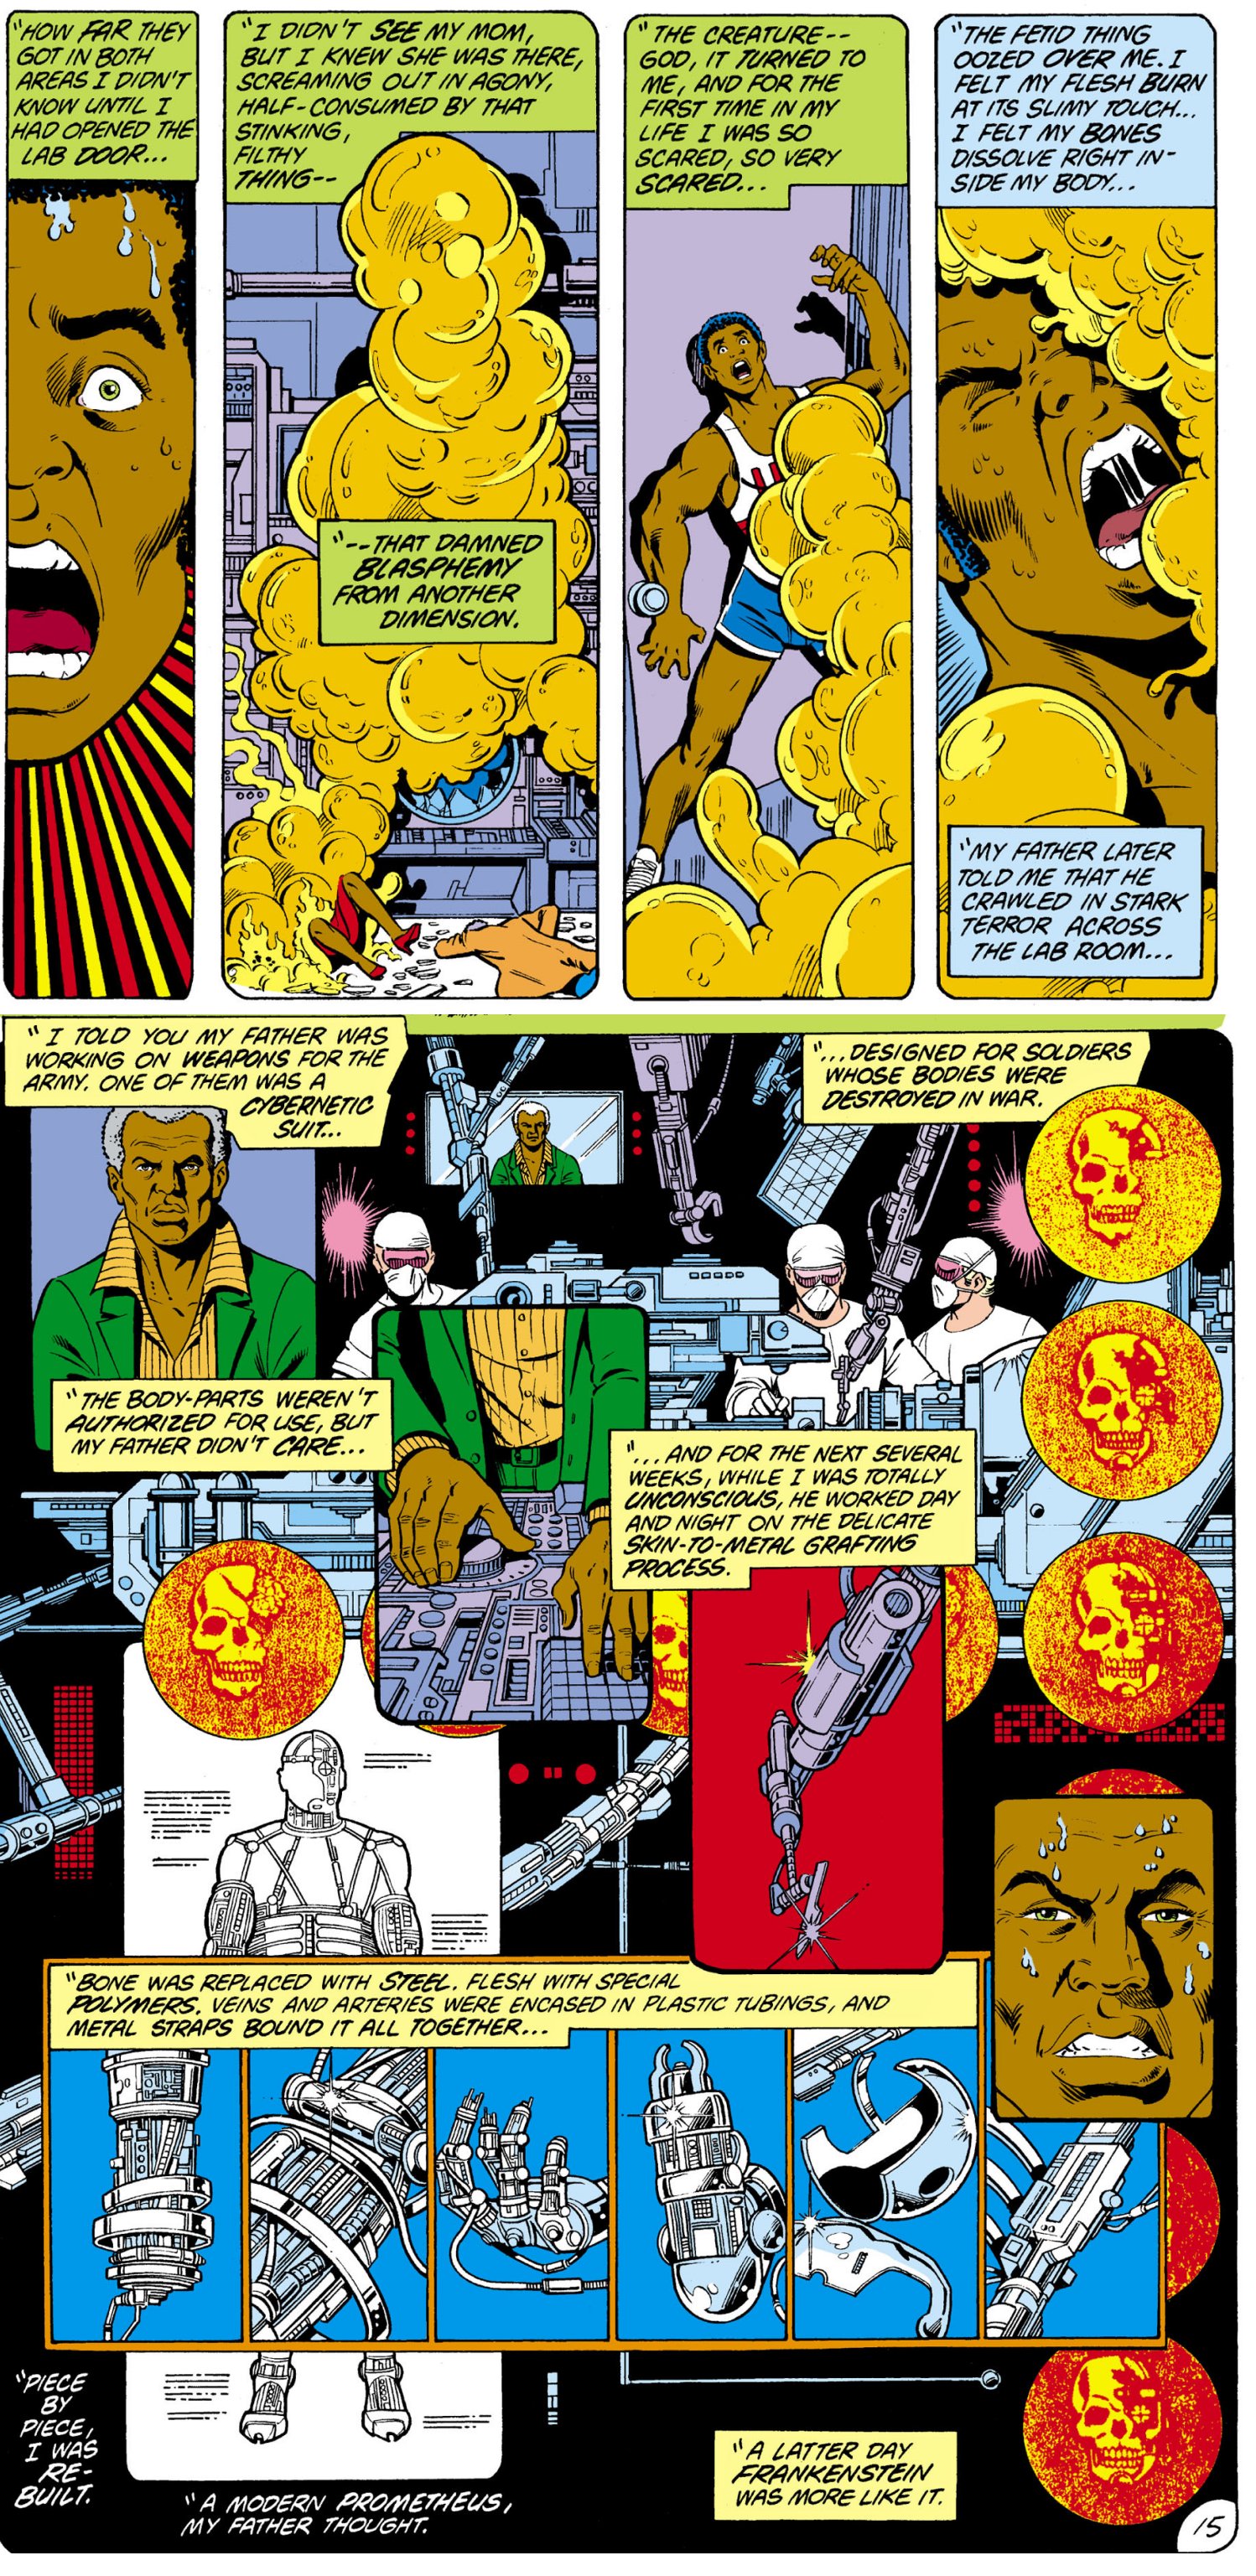 "HOW FAR THEY
GOT IN BOTH
AREAS I DIDN'T
KNOW UNTIL I
HAD OPENED THE
LAB DOOR...
"I DIDN'T SEE MY MOM,
BUT I KNEW SHE WAS THERE,
SCREAMING OUT IN AGONY,
HALF-CONSUMED BY THAT
STINKING,
FILTHY
THING--
"--THAT DAMNED
BLASPHEMY
FROM ANOTHER
DIMENSION.
"THE CREATURE--
GOD, IT TURNED TO
ME, AND FOR THE
FIRST TIME IN MY
LIFE I WAS SO
SCARED, SO VERY
SCARED...
"THE FETID THING
OOZED OVER ME. I
FELT MY FLESH BURN
AT ITS SLIMY TOUCH...
I FELT MY BONES
DISSOLVE RIGHT IN-
SIDE MY BODY...
"MY FATHER LATER
TOLD ME THAT HE
CRAWLED IN STARK
TERROR ACROSS
THE LAB ROOM...
"I TOLD YOU MY FATHER WAS
WORKING ON WEAPONS FOR THE
ARMY. ONE OF THEM WAS A
CYBERNETIC
SUIT...
"...DESIGNED FOR SOLDIERS
WHOSE BODIES WERE
DESTROYED IN WAR.
"THE BODY-PARTS WEREN'T
AUTHORIZED FOR USE, BUT
MY FATHER DIDN'T CARE...
"...AND FOR THE NEXT SEVERAL
WEEKS, WHILE I WAS TOTALLY
UNCONSCIOUS, HE WORKED DAY
AND NIGHT ON THE DELICATE
SKIN-TO-METAL GRAFTING
PROCESS.
"BONE WAS REPLACED WITH STEEL. FLESH WITH SPECIAL
POLYMERS. VEINS AND ARTERIES WERE ENCASED IN PLASTIC TUBINGS, AND
METAL STRAPS BOUND IT ALL TOGETHER...
"PIECE
BY
PIECE,
I WAS
RE-
BUILT.
"A MODERN PROMETHEUS,
MY FATHER THOUGHT.
"A LATTER DAY
FRANKENSTEIN
WAS MORE LIKE IT.
15